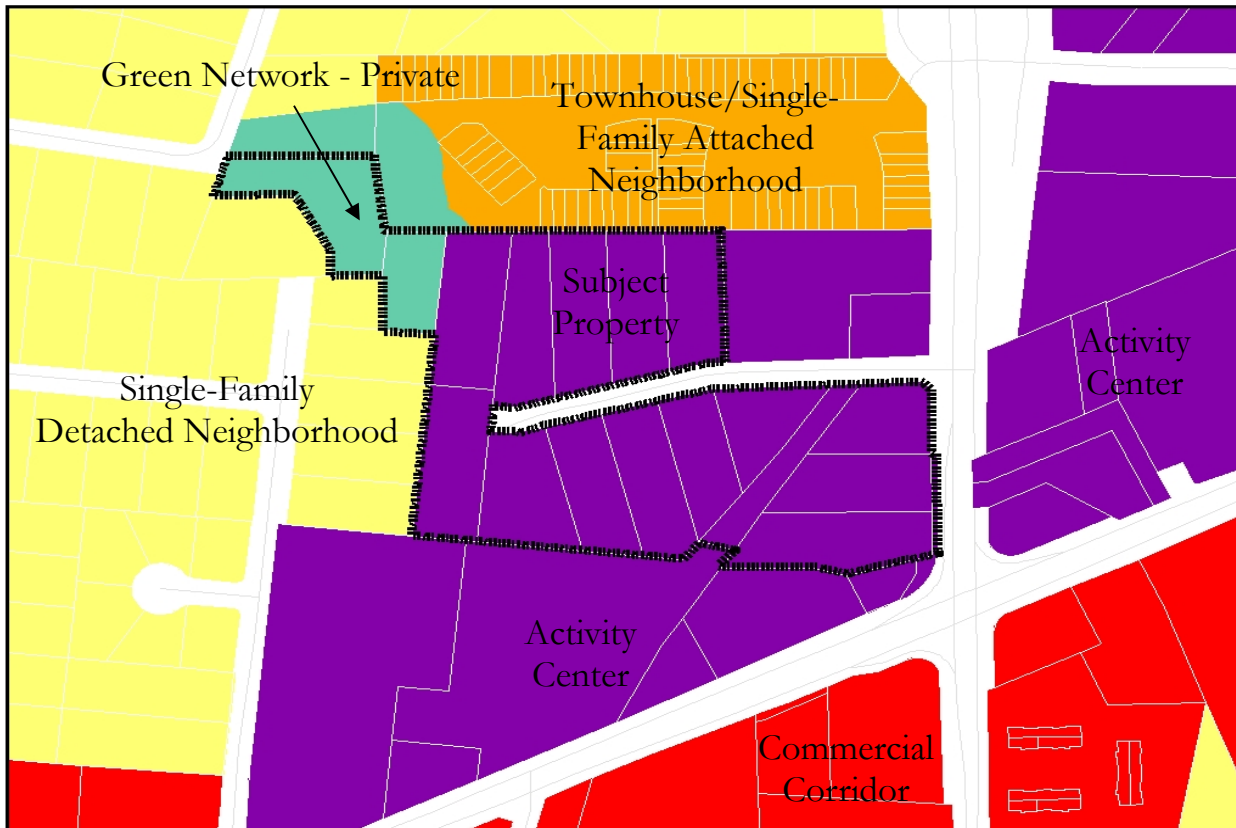 Green Network - Private
Townhouse/Single-
Family Attached
Neighborhood
Subject
Property
Activity
Center
Single-Family
Detached Neighborhood
Activity
Center
Commercial
Corridor